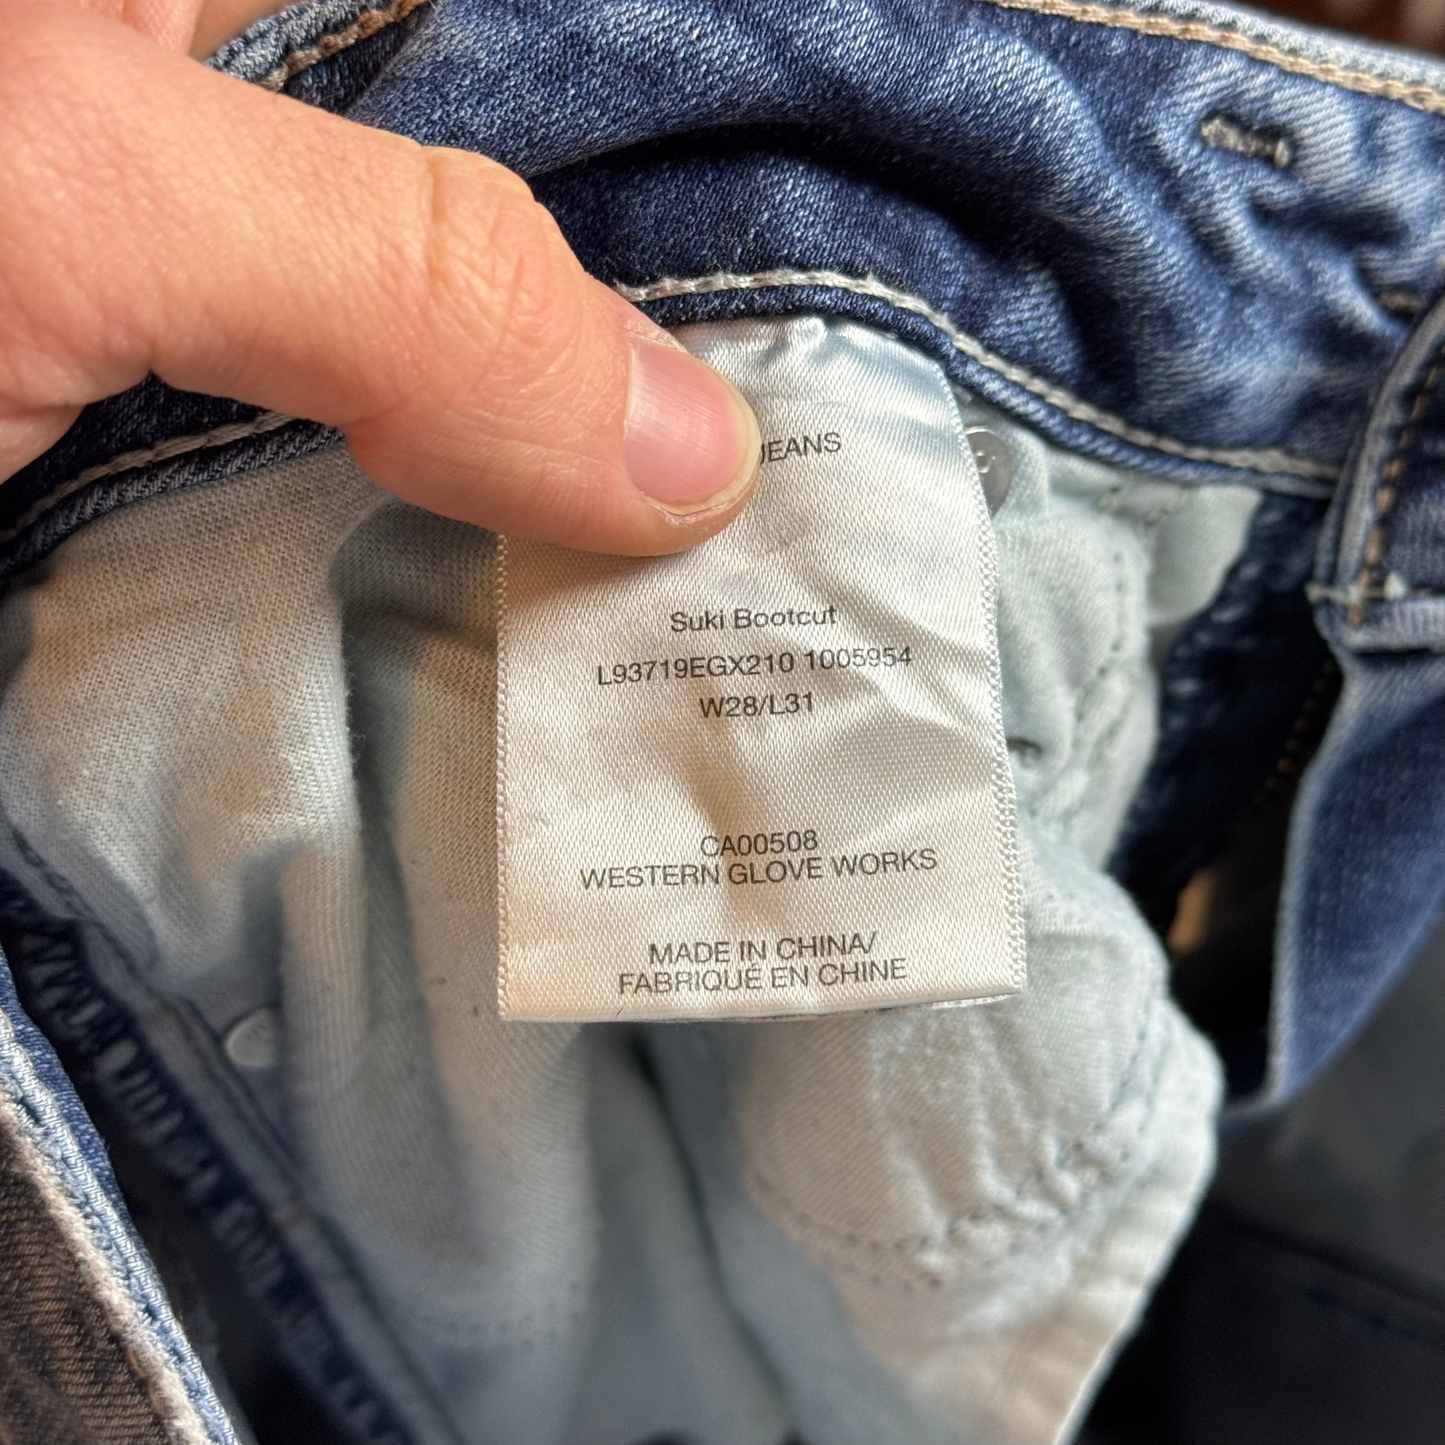 JEANS
Suki Bootcut
L93719EGX210 1005954
W28/L31
CA00508
WESTERN GLOVE WORKS
MADE IN CHINA/
FABRIQUÉ EN CHINE